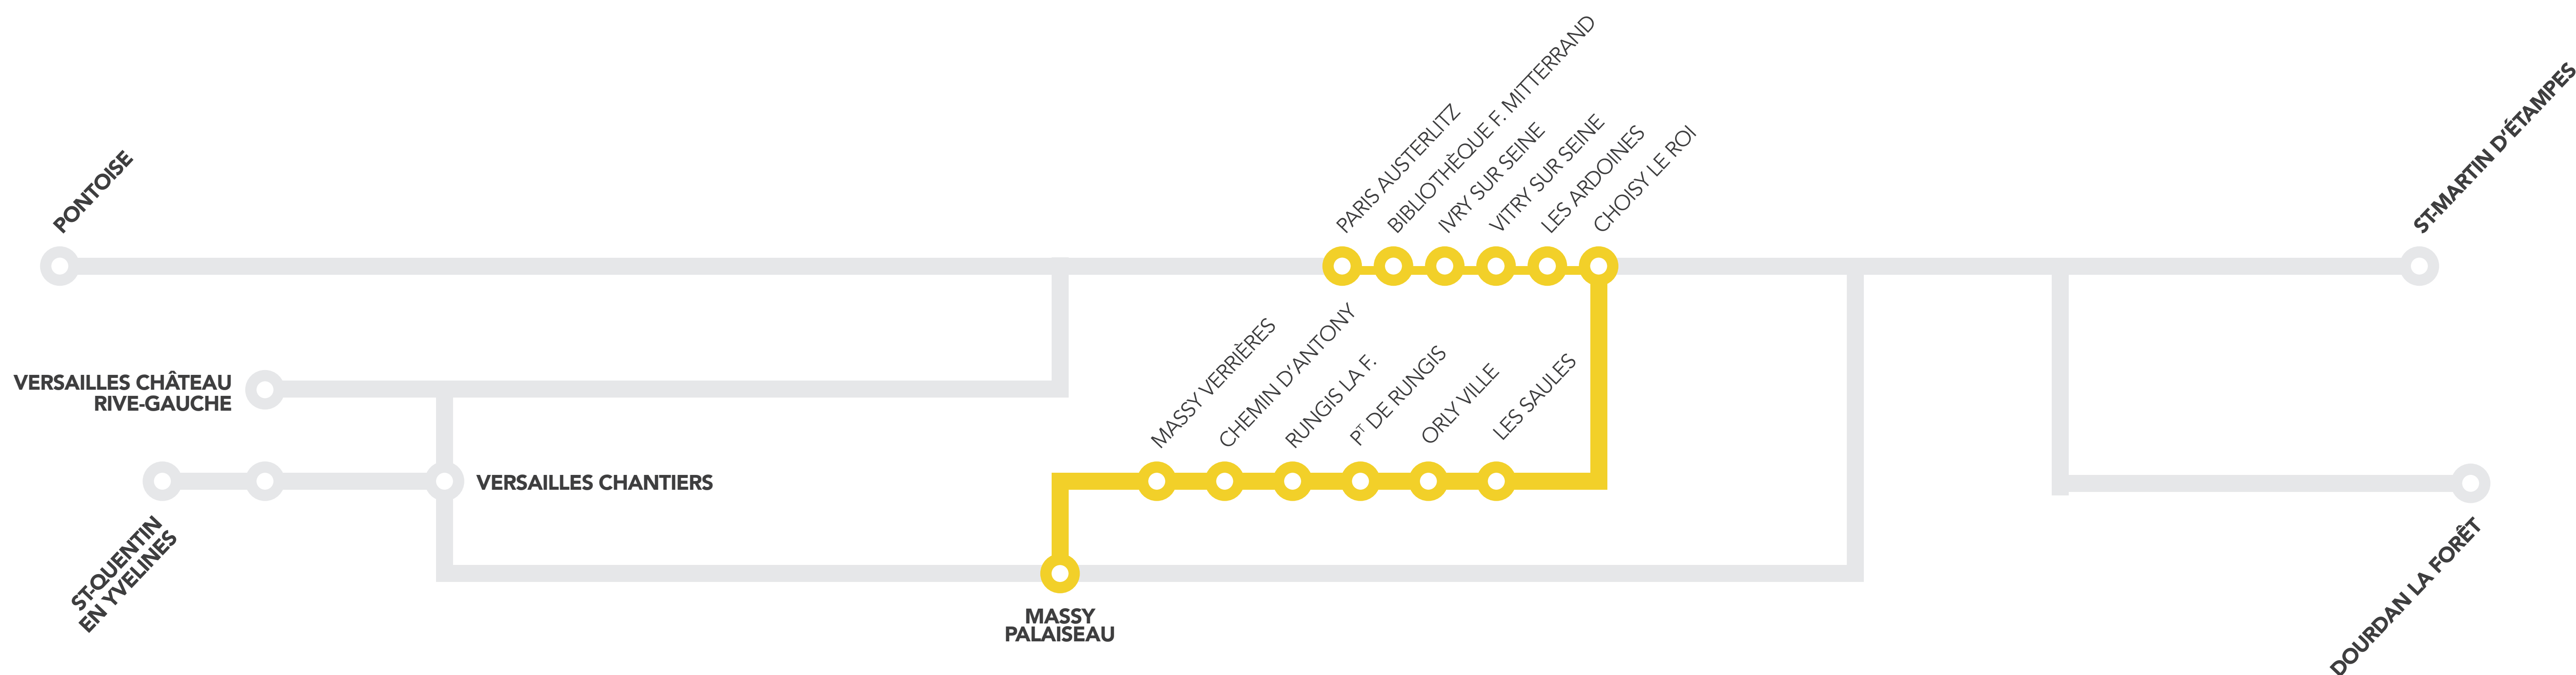 PONTOISE
PARIS AUSTERLITZ
BIBLIOTHÈQUE F. MITTERRAND
IVRY SUR SEINE
VITRY SUR SEINE
LES ARDOINES
CHOISY LE ROI
ST-MARTIN D'ÉTAMPES
VERSAILLES CHÂTEAU
RIVE-GAUCHE
MASSY VERRIÈRES
CHEMIN D'ANTONY
RUNGIS LA F.
PT DE RUNGIS
ORLY VILLE
LES SAULES
VERSAILLES CHANTIERS
ST-QUENTIN
EN YVELINES
MASSY
PALAISEAU
DOURDAN LA FORÊT